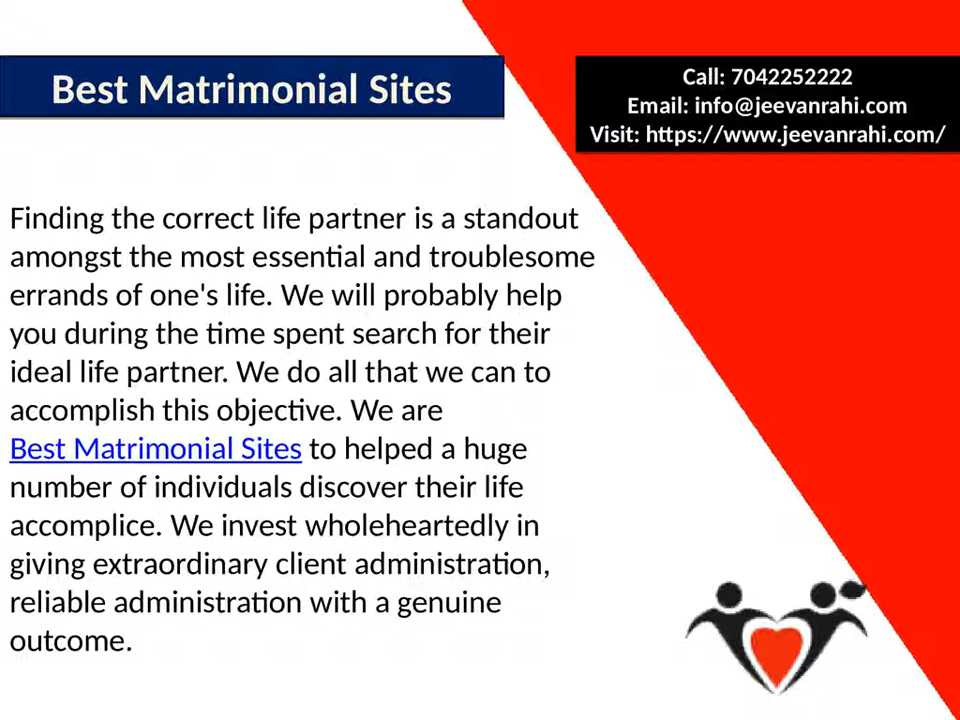 Best Matrimonial Sites
Call: 7042252222
Email: info@jeevanrahi.com
Visit: https://www.jeevanrahi.com/
Finding the correct life partner is a standout
amongst the most essential and troublesome
errands of one's life. We will probably help
you during the time spent search for their
ideal life partner. We do all that we can to
accomplish this objective. We are
Best Matrimonial Sites to helped a huge
number of individuals discover their life
accomplice. We invest wholeheartedly in
giving extraordinary client administration,
reliable administration with a genuine
outcome.